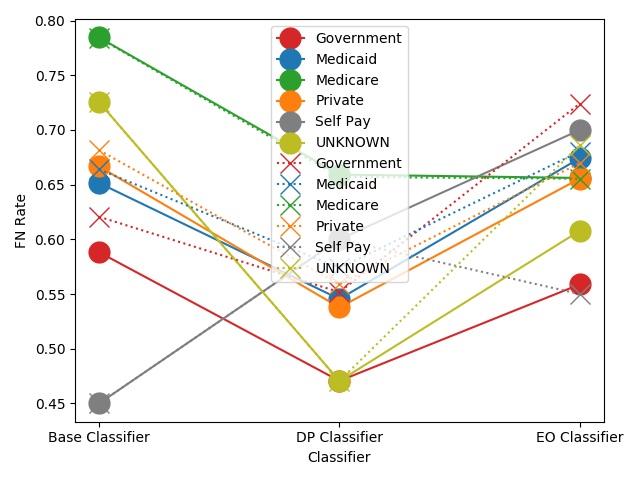 0.80
0.75
0.70
0.65
0.60
0.55
0.50
0.45
FN Rate
Government
Medicaid
Medicare
Private
Self Pay
UNKNOWN
Government
Medicaid
Medicare
Private
Self Pay
UNKNOWN
Base Classifier
DP Classifier
EO Classifier
Classifier